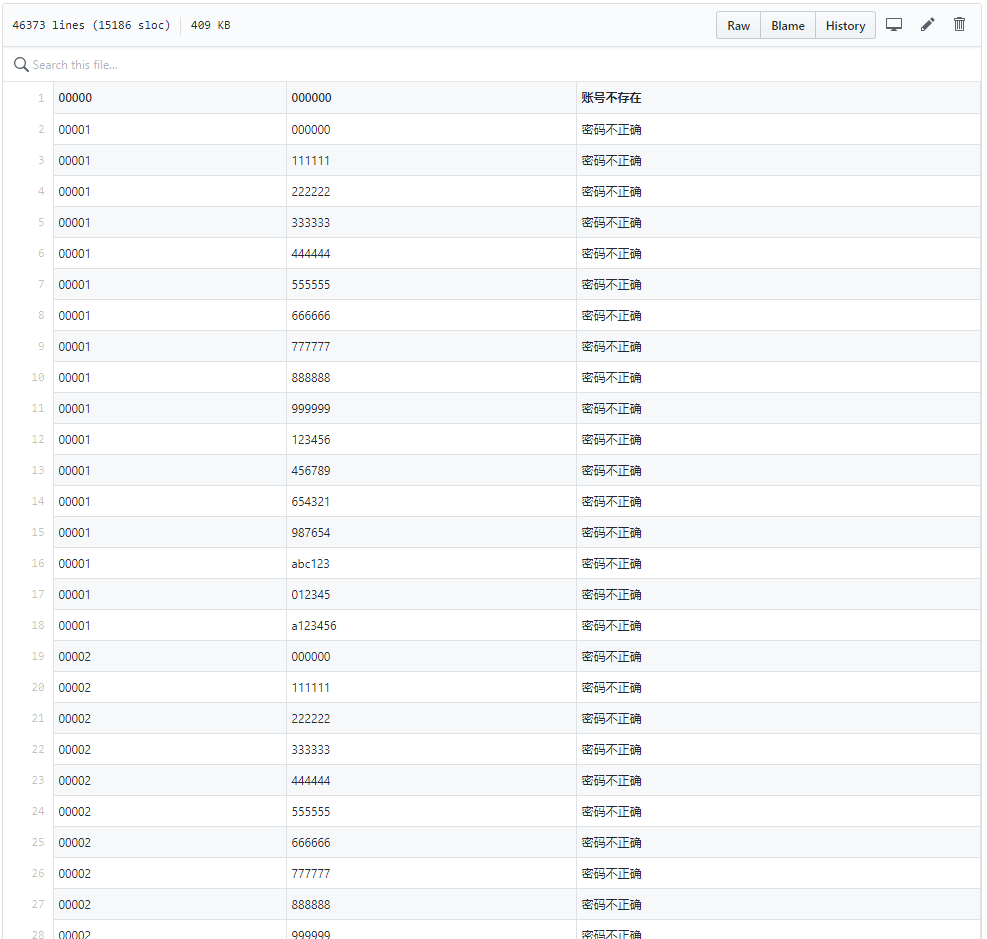 46373 lines (15186 sloc) 409 KB Raw Blame History
Search this file...
1 00000 000000 账号不存在
2 00001 000000 密码不正确
3 00001 111111 密码不正确
4 00001 222222 密码不正确
5 00001 333333 密码不正确
6 00001 444444 密码不正确
7 00001 555555 密码不正确
8 00001 666666 密码不正确
9 00001 777777 密码不正确
10 00001 888888 密码不正确
11 00001 999999 密码不正确
12 00001 123456 密码不正确
13 00001 456789 密码不正确
14 00001 654321 密码不正确
15 00001 987654 密码不正确
16 00001 abc123 密码不正确
17 00001 012345 密码不正确
18 00001 a123456 密码不正确
19 00002 000000 密码不正确
20 00002 111111 密码不正确
21 00002 222222 密码不正确
22 00002 333333 密码不正确
23 00002 444444 密码不正确
24 00002 555555 密码不正确
25 00002 666666 密码不正确
26 00002 777777 密码不正确
27 00002 888888 密码不正确
28 00002 999999 密码不正确